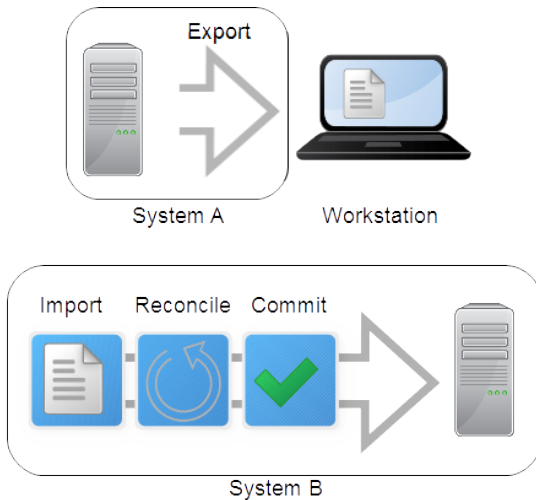 Export
System A
Workstation
Import
Reconcile
Commit
System B